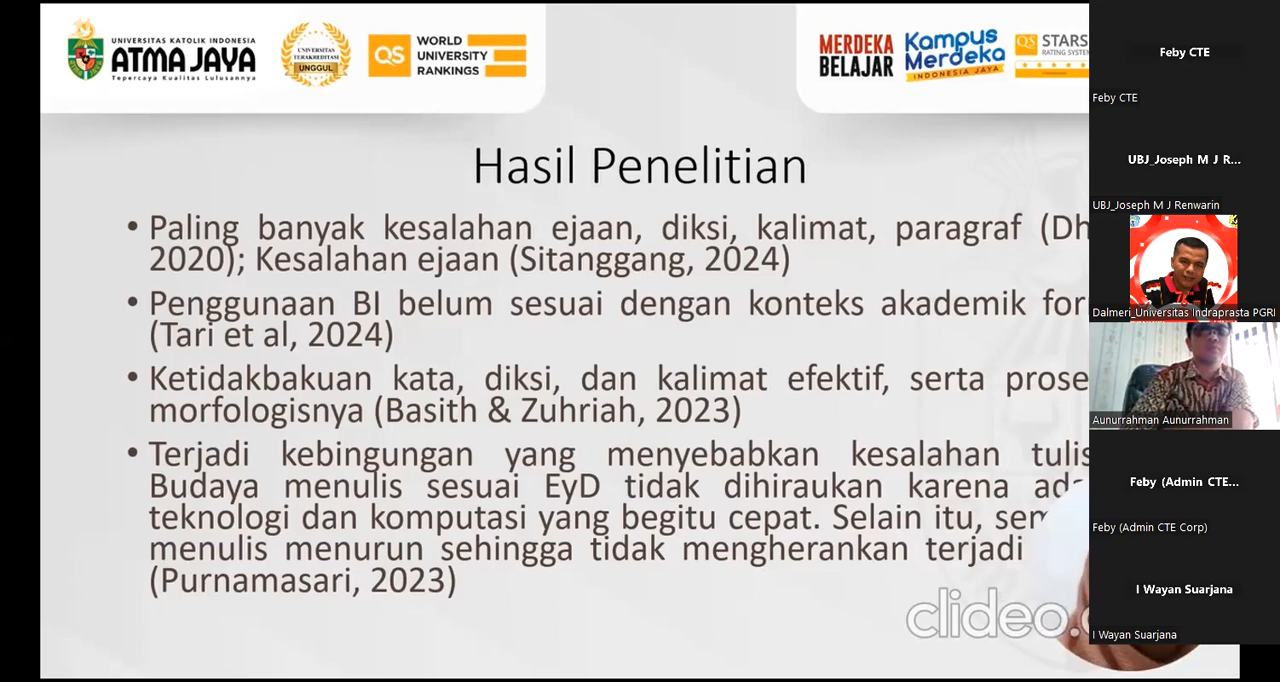 UNIVERSITAS KATOLIK INDONESIA
ATMA JAYA
Tepercaya Kualitas Lulusannya
UNIVERSITAS
TERAKREDITASI
UNGGUL
QS
WORLD
UNIVERSITY
RANKINGS
MERDEKA
BELAJAR
Kampus
Merdeka
INDONESIA JAYA
QS
STARS
RATING SYSTEM
Hasil Penelitian
• Paling banyak kesalahan ejaan, diksi, kalimat, paragraf (Dh
2020); Kesalahan ejaan (Sitanggang, 2024)
• Penggunaan BI belum sesuai dengan konteks akademik for
(Tari et al, 2024)
• Ketidakbakuan kata, diksi, dan kalimat efektif, serta prose
morfologisnya (Basith & Zuhriah, 2023)
• Terjadi kebingungan yang menyebabkan kesalahan tulis
Budaya menulis sesuai EyD tidak dihiraukan karena ada
teknologi dan komputasi yang begitu cepat. Selain itu, sem
menulis menurun sehingga tidak mengherankan terjadi
(Purnamasari, 2023)
clideo.
Feby CTE
Feby CTE
UBJ_Joseph M J R...
UBJ_Joseph M J Renwarin
Dalmeri_Universitas Indraprasta PGRI
Aunurrahman Aunurrahman
Feby (Admin CTE...
Feby (Admin CTE Corp)
I Wayan Suarjana
I Wayan Suarjana